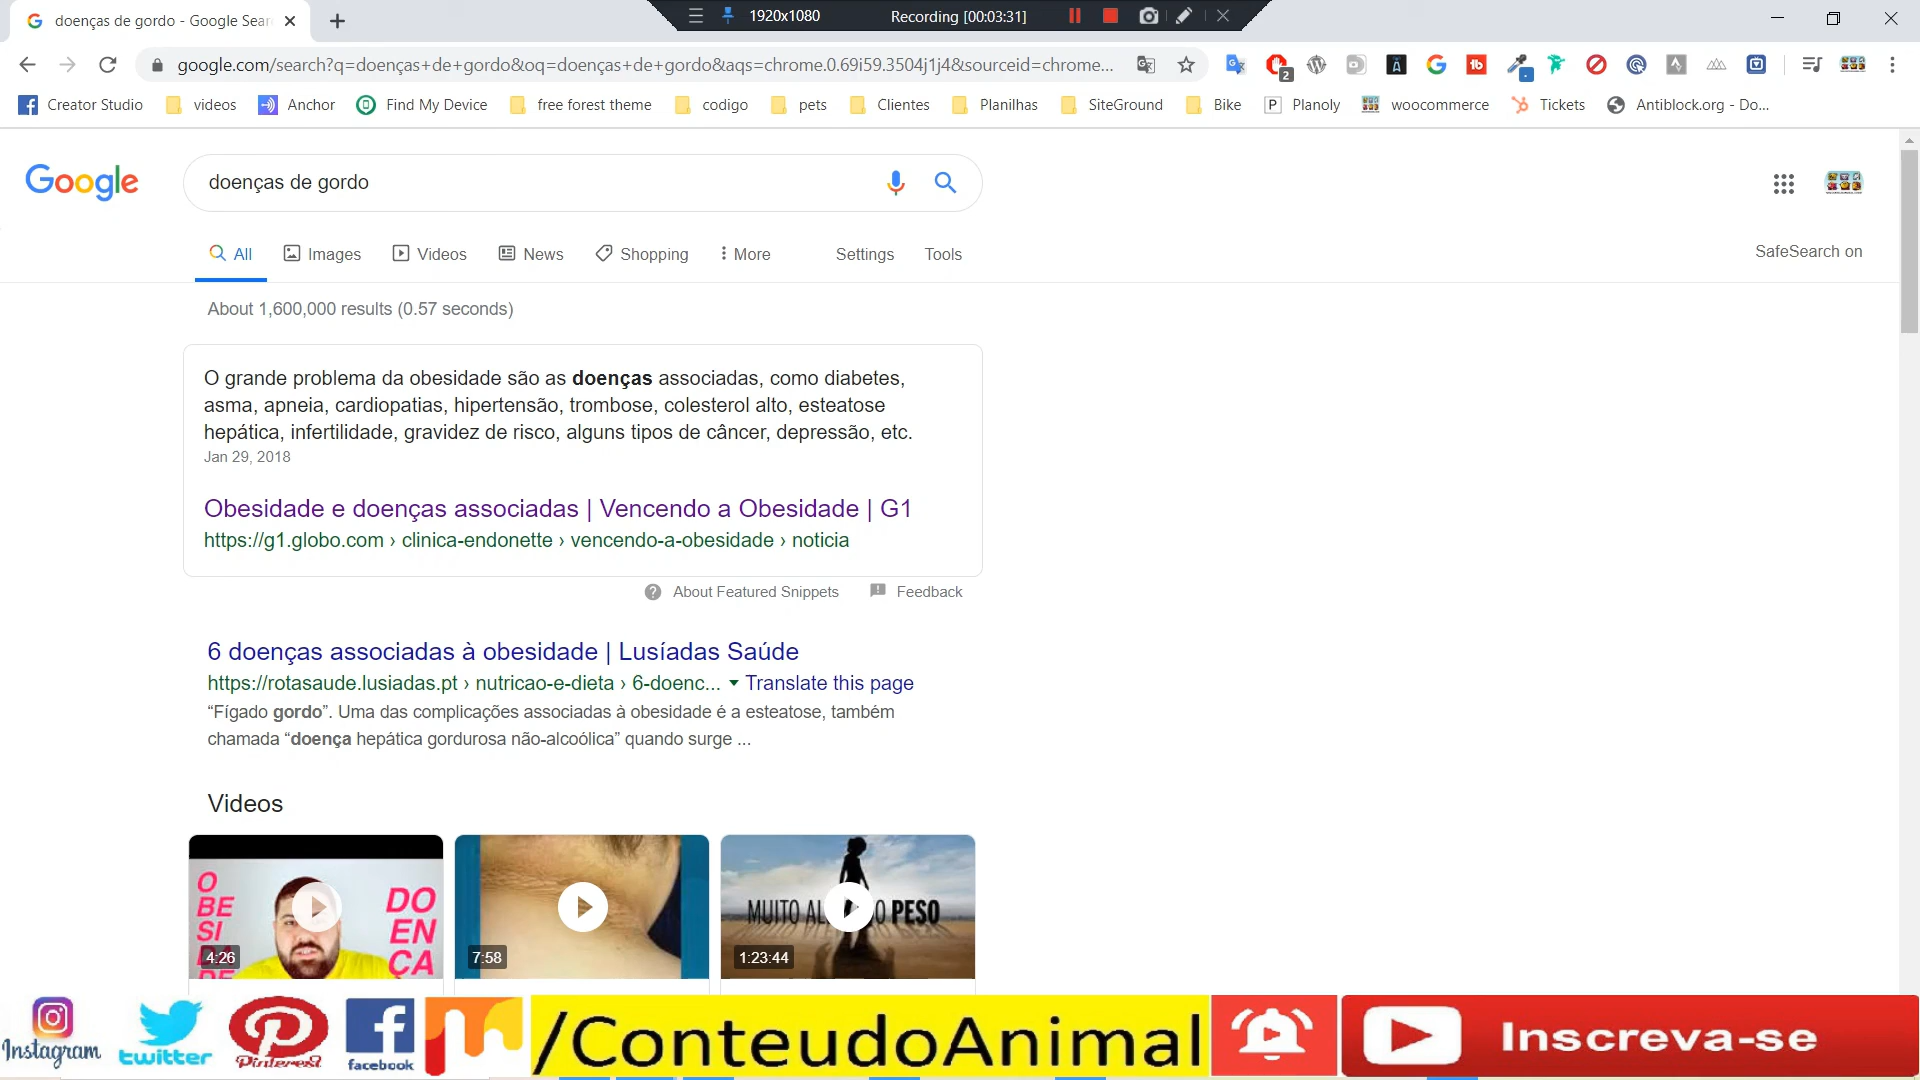 doenças de gordo - Google Sear
1920x1080
Recording [00:03:31]
google.com/search?q=doenças+de+gordo&oq=doenças+de+gordo&aqs=chrome.0.69i59.3504j1j4&sourceid=chrome...
2
Creator Studio
videos
Anchor
Find My Device
free forest theme
codigo
pets
Clientes
Planilhas
SiteGround
Bike
Planoly
woocommerce
Tickets
Antiblock.org - Do...
Google
doenças de gordo
All
Images
Videos
News
Shopping
More
Settings
Tools
SafeSearch on
About 1,600,000 results (0.57 seconds)
O grande problema da obesidade são as doenças associadas, como diabetes,
asma, apneia, cardiopatias, hipertensão, trombose, colesterol alto, esteatose
hepática, infertilidade, gravidez de risco, alguns tipos de câncer, depressão, etc.
Jan 29, 2018
Obesidade e doenças associadas | Vencendo a Obesidade | G1
https://g1.globo.com › clinica-endonette › vencendo-a-obesidade › noticia
About Featured Snippets
Feedback
6 doenças associadas à obesidade | Lusíadas Saúde
https://rotasaude.lusiadas.pt › nutricao-e-dieta › 6-doenc... Translate this page
“Fígado gordo”. Uma das complicações associadas à obesidade é a esteatose, também
chamada “doença hepática gordurosa não-alcoólica” quando surge ...
Videos
O
BE
SI
DO
EN
ÇA
4:26
7:58
MUITO
PESO
1:23:44
Instagram
twitter
Pinterest
facebook
/ConteudoAnimal
Inscreva-se